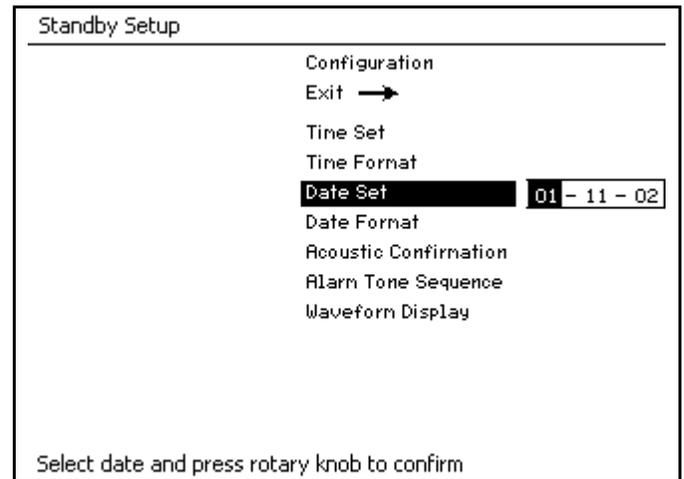 Standby Setup
Configuration
Exit
Time Set
Time Format
Date Set 01 - 11 - 02
Date Format
Acoustic Confirmation
Alarm Tone Sequence
Waveform Display
Select date and press rotary knob to confirm